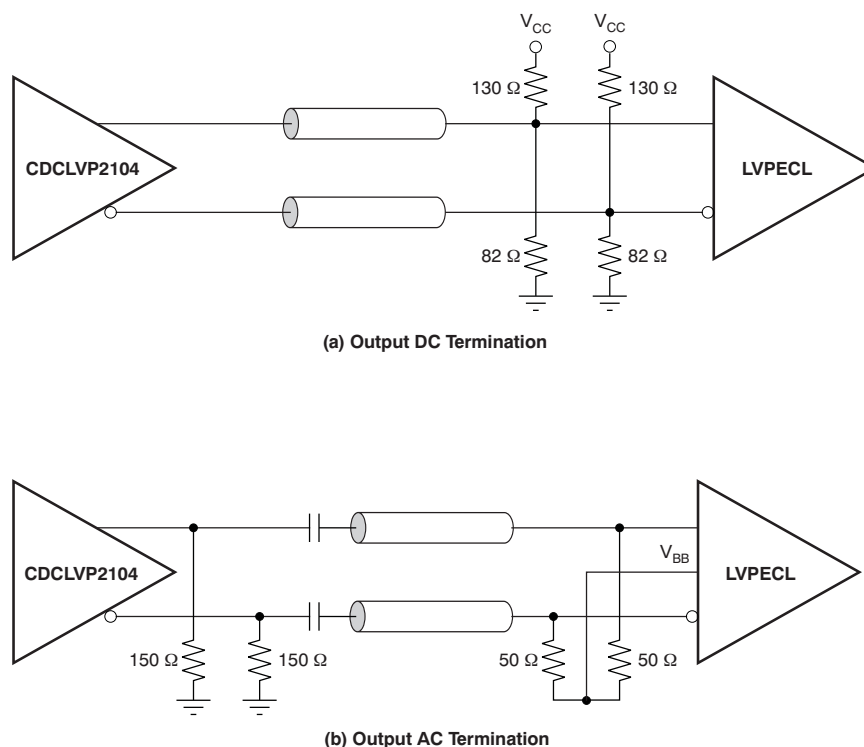 V_CC V_CC
130 Ω 130 Ω
CDCLVP2104 LVPECL
82 Ω 82 Ω
(a) Output DC Termination
CDCLVP2104 V_BB LVPECL
150 Ω 150 Ω 50 Ω 50 Ω
(b) Output AC Termination